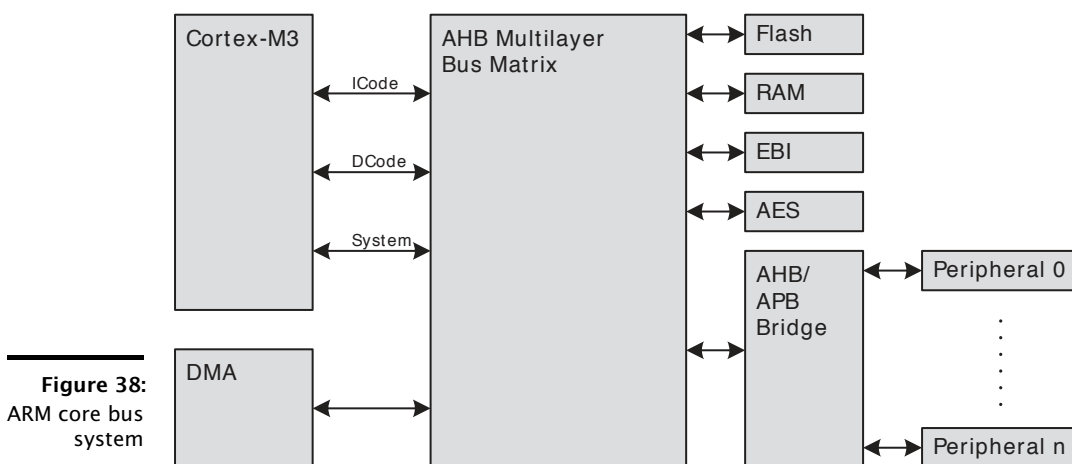 Cortex-M3
AHB Multilayer
Bus Matrix
ICode
DCode
System
DMA
Flash
RAM
EBI
AES
AHB/
APB
Bridge
Peripheral 0
Peripheral n
Figure 38:
ARM core bus
system